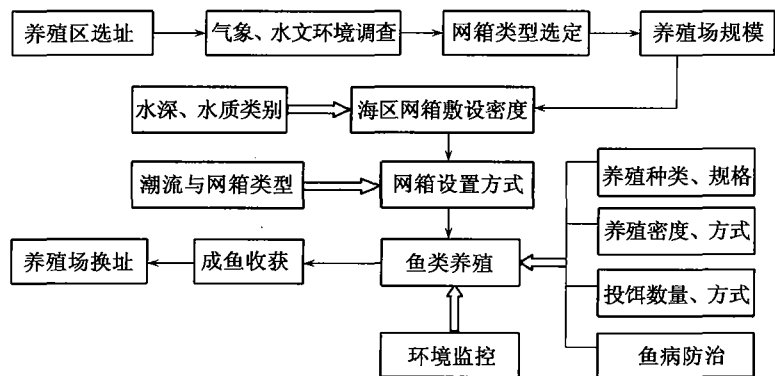 养殖区选址
气象、水文环境调查
网箱类型选定
养殖场规模
水深、水质类别
海区网箱敷设密度
潮流与网箱类型
网箱设置方式
养殖种类、规格
养殖密度、方式
养殖场换址
成鱼收获
鱼类养殖
投饵数量、方式
环境监控
鱼病防治